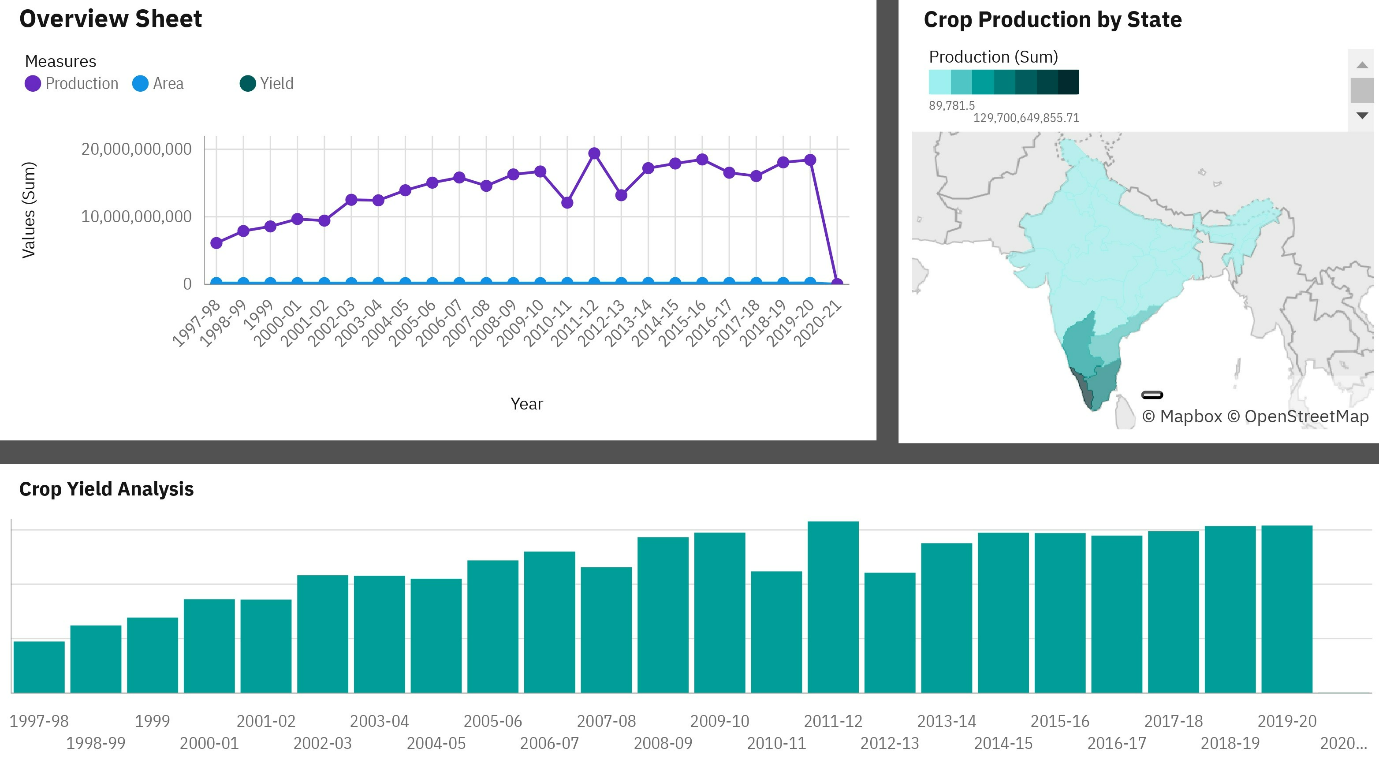 Overview Sheet
Measures
Production Area Yield
Values (Sum)
20,000,000,000
10,000,000,000
0
1997-98 1998-99 1999 2000-01 2001-02 2002-03 2003-04 2004-05 2005-06 2006-07 2007-08 2008-09 2009-10 2010-11 2011-12 2012-13 2013-14 2014-15 2015-16 2016-17 2017-18 2018-19 2019-20 2020-21
Year
Crop Production by State
Production (Sum)
89,781.5
129,700,649,855.71
© Mapbox © OpenStreetMap
Crop Yield Analysis
1997-98 1999 2001-02 2003-04 2005-06 2007-08 2009-10 2011-12 2013-14 2015-16 2017-18 2019-20
1998-99 2000-01 2002-03 2004-05 2006-07 2008-09 2010-11 2012-13 2014-15 2016-17 2018-19 2020...